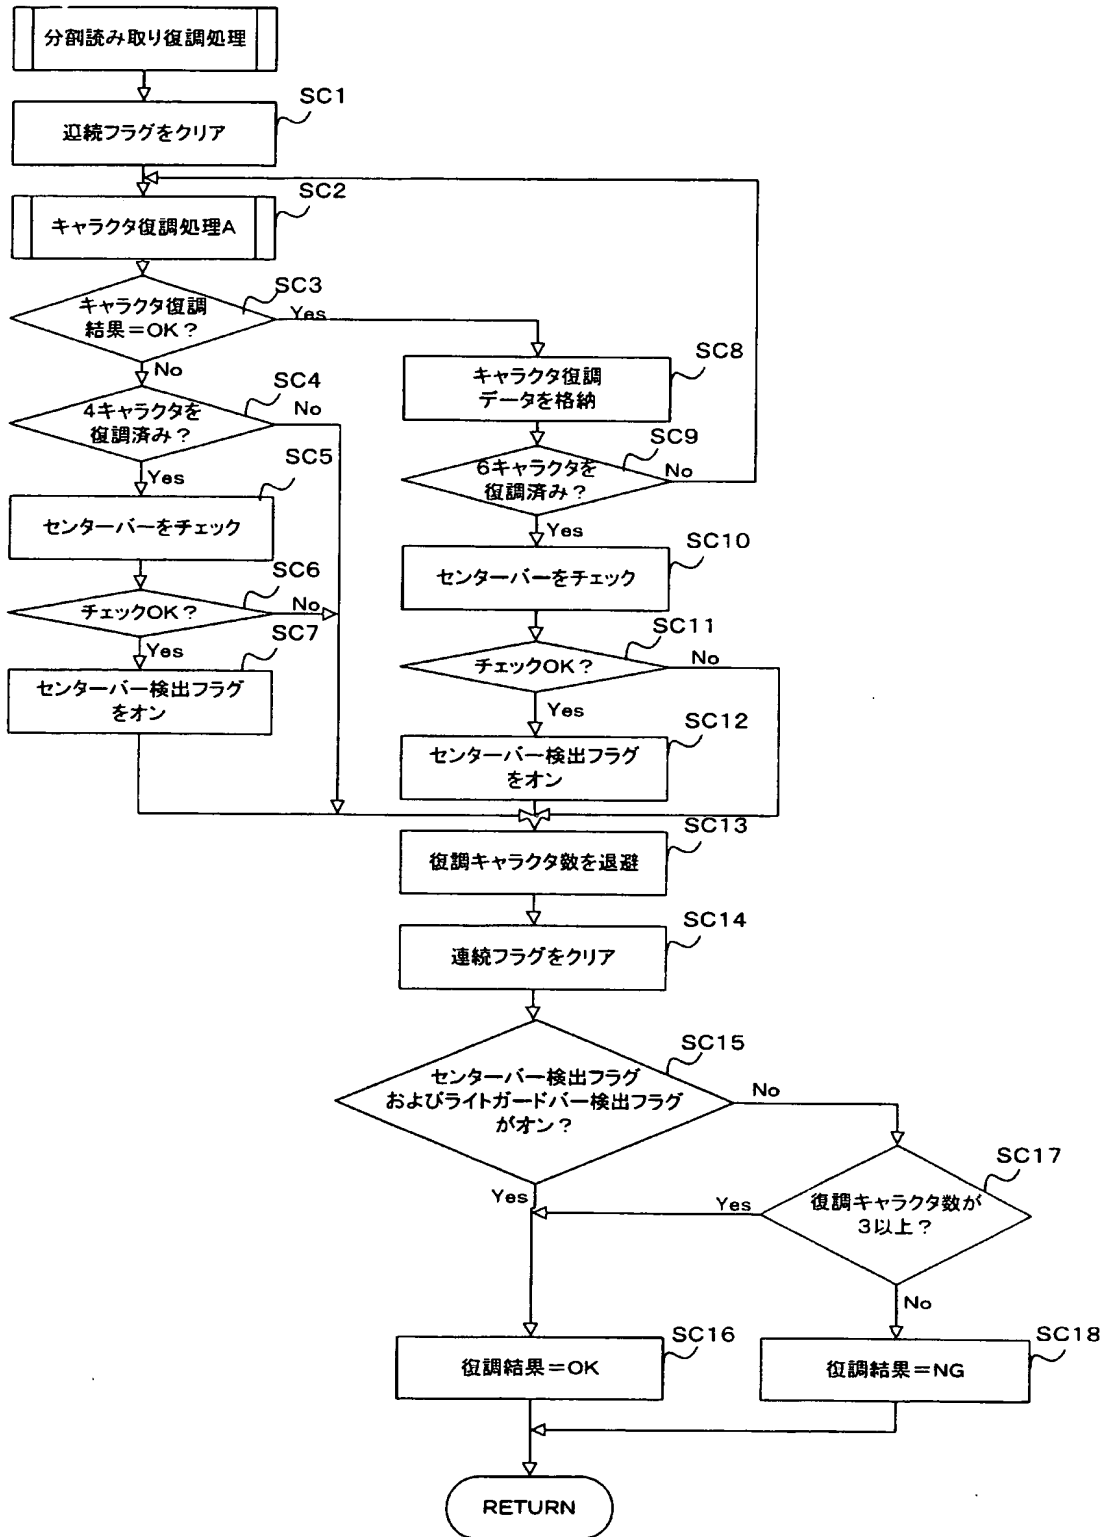 分割読み取り復調処理
SC1
連続フラグをクリア
SC2
キャラクタ復調処理A
SC3
キャラクタ復調
結果=OK?
Yes
No
SC4
4キャラクタを
復調済み?
No
Yes
SC5
センターバーをチェック
SC6
チェックOK?
No
Yes
SC7
センターバー検出フラグ
をオン
SC8
キャラクタ復調
データを格納
SC9
6キャラクタを
復調済み?
No
Yes
SC10
センターバーをチェック
SC11
チェックOK?
No
Yes
SC12
センターバー検出フラグ
をオン
SC13
復調キャラクタ数を退避
SC14
連続フラグをクリア
SC15
センターバー検出フラグ
およびライトガードバー検出フラグ
がオン?
No
Yes
SC17
復調キャラクタ数が
3以上?
Yes
No
SC16
復調結果=OK
SC18
復調結果=NG
RETURN